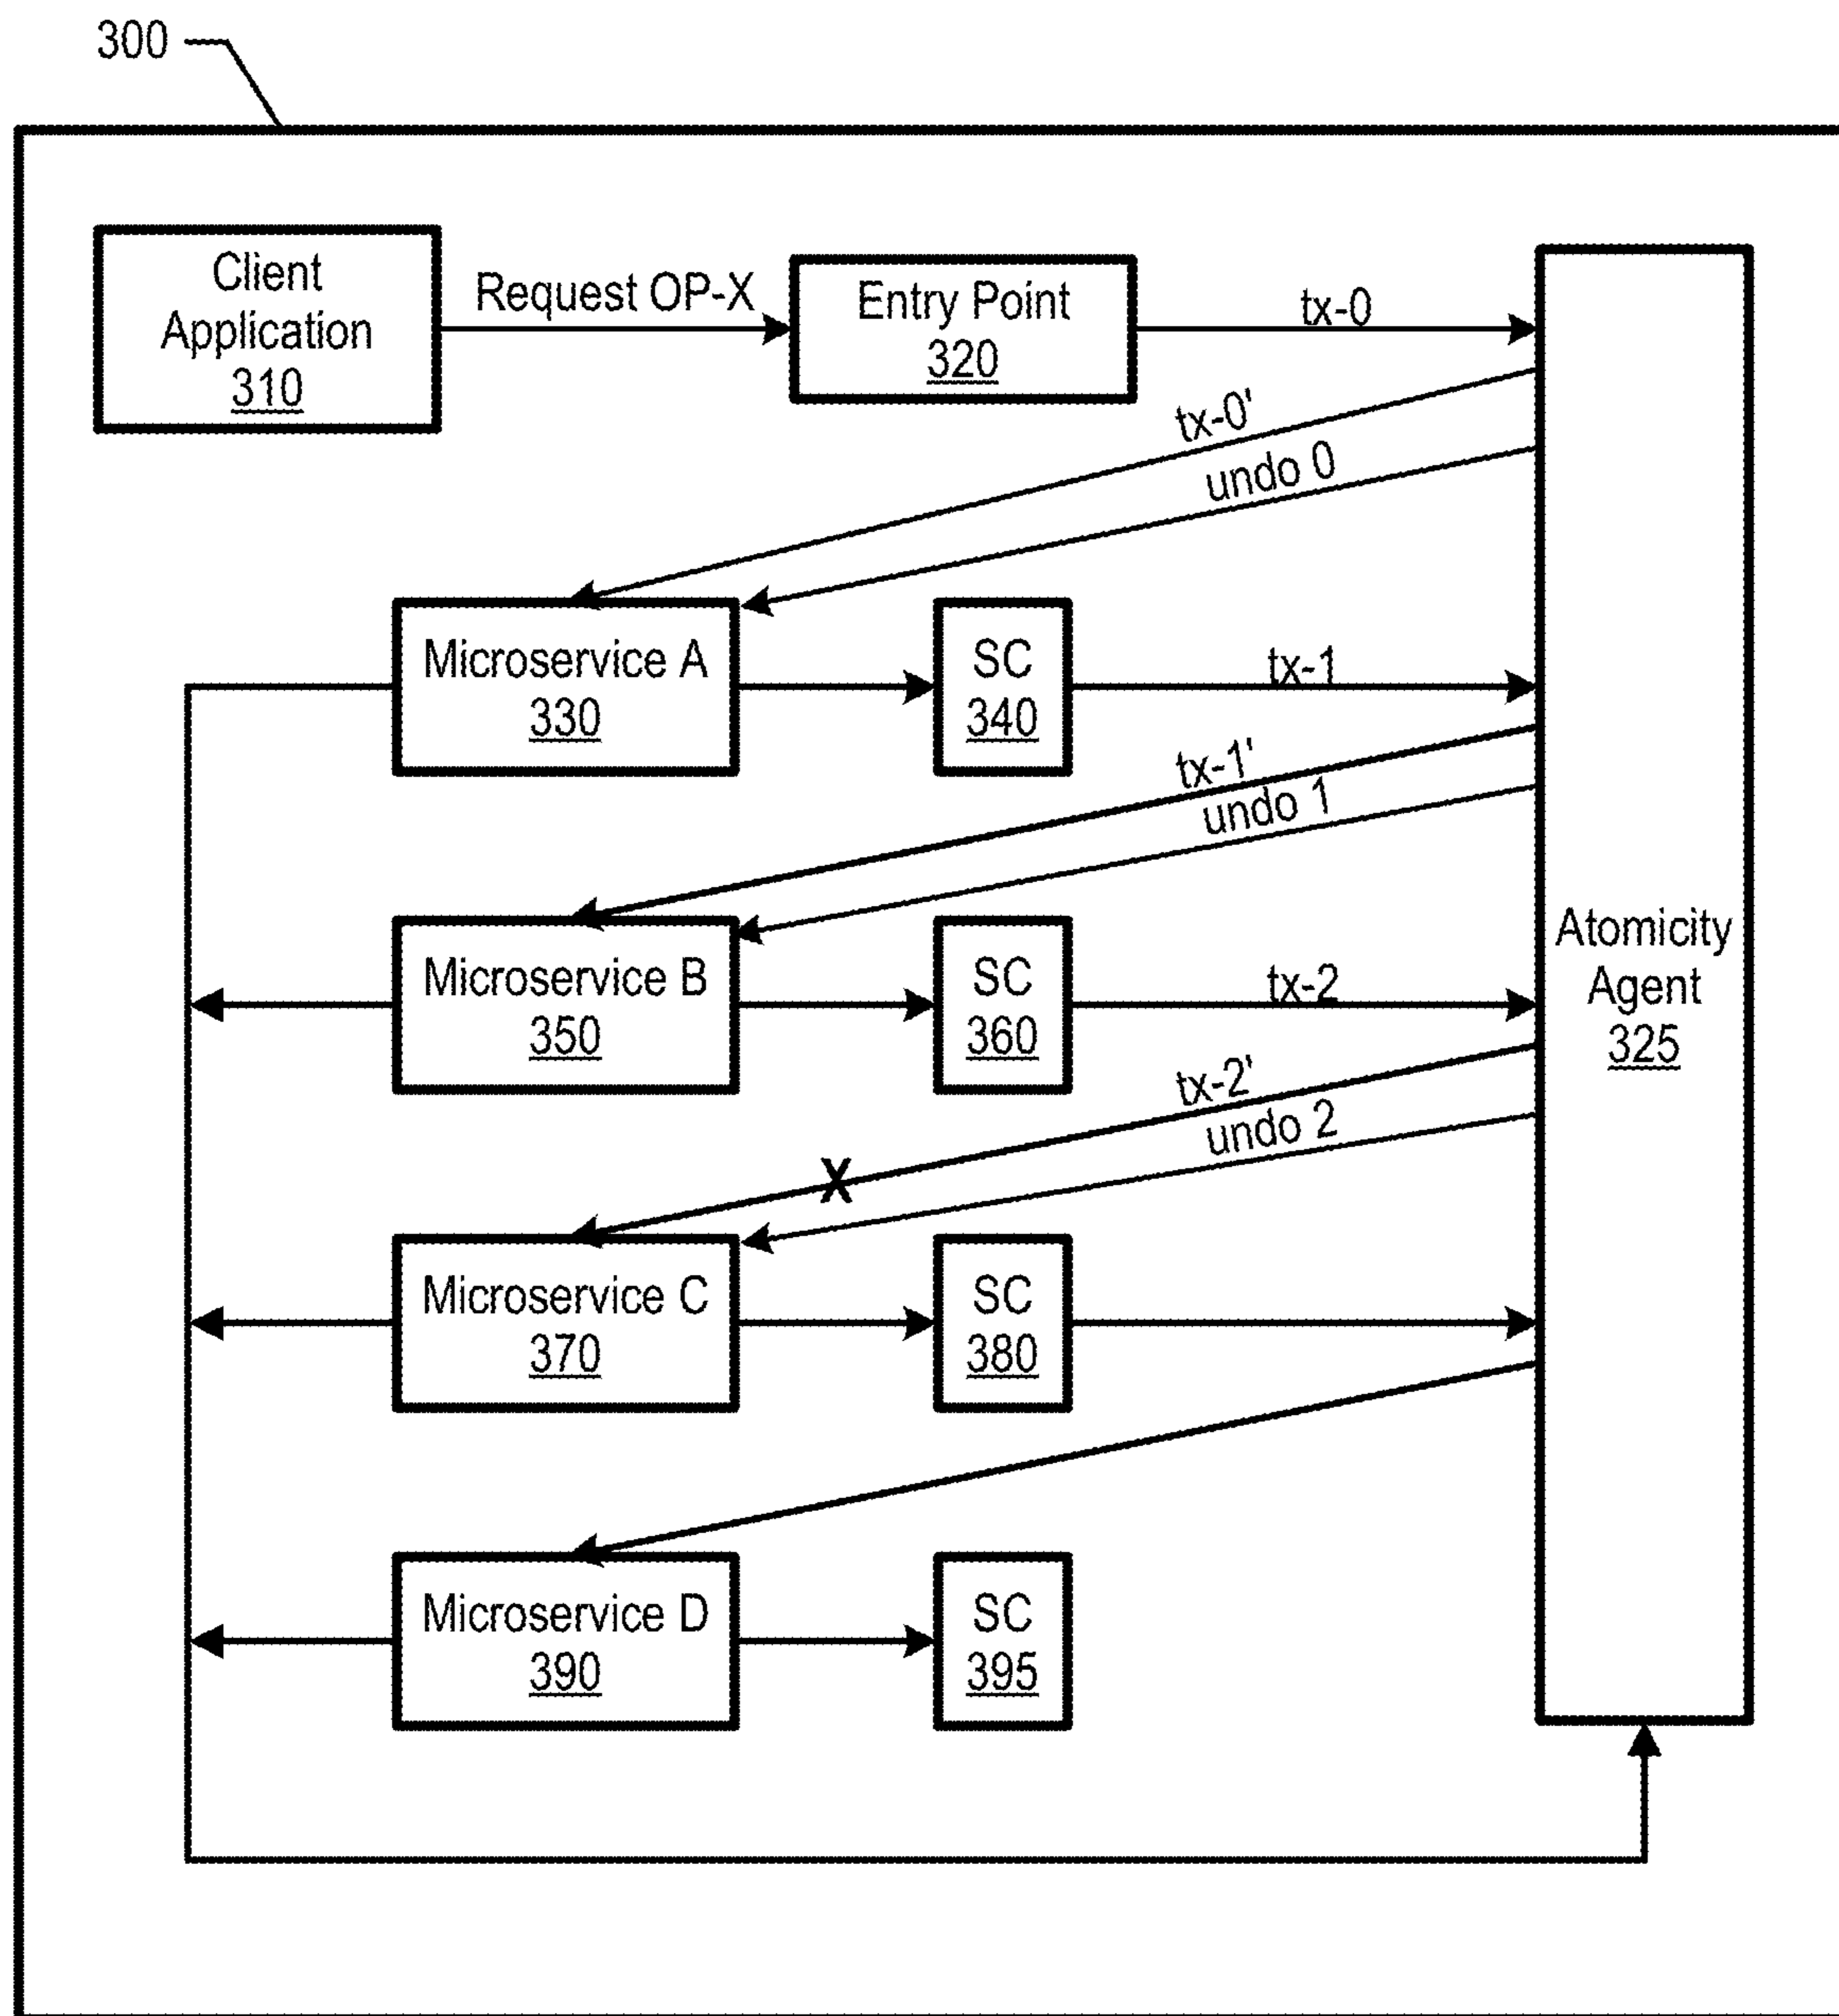 300
Client
Application
310
Request OP-X
Entry Point
320
tx-0
tx-0'
undo 0
Microservice A
330
SC
340
tx-1
tx-1'
undo 1
Microservice B
350
SC
360
tx-2
Atomicity
Agent
325
tx-2'
undo 2
X
Microservice C
370
SC
380
Microservice D
390
SC
395